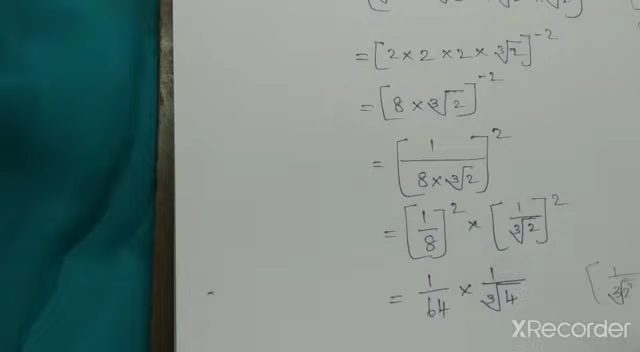 = [2 × 2 × 2 × ∛2]⁻²
= [8 × ∛2]⁻²
= [1/(8 × ∛2)]²
= [1/8]² × [1/∛2]²
= 1/64 × 1/∛4
XRecorder